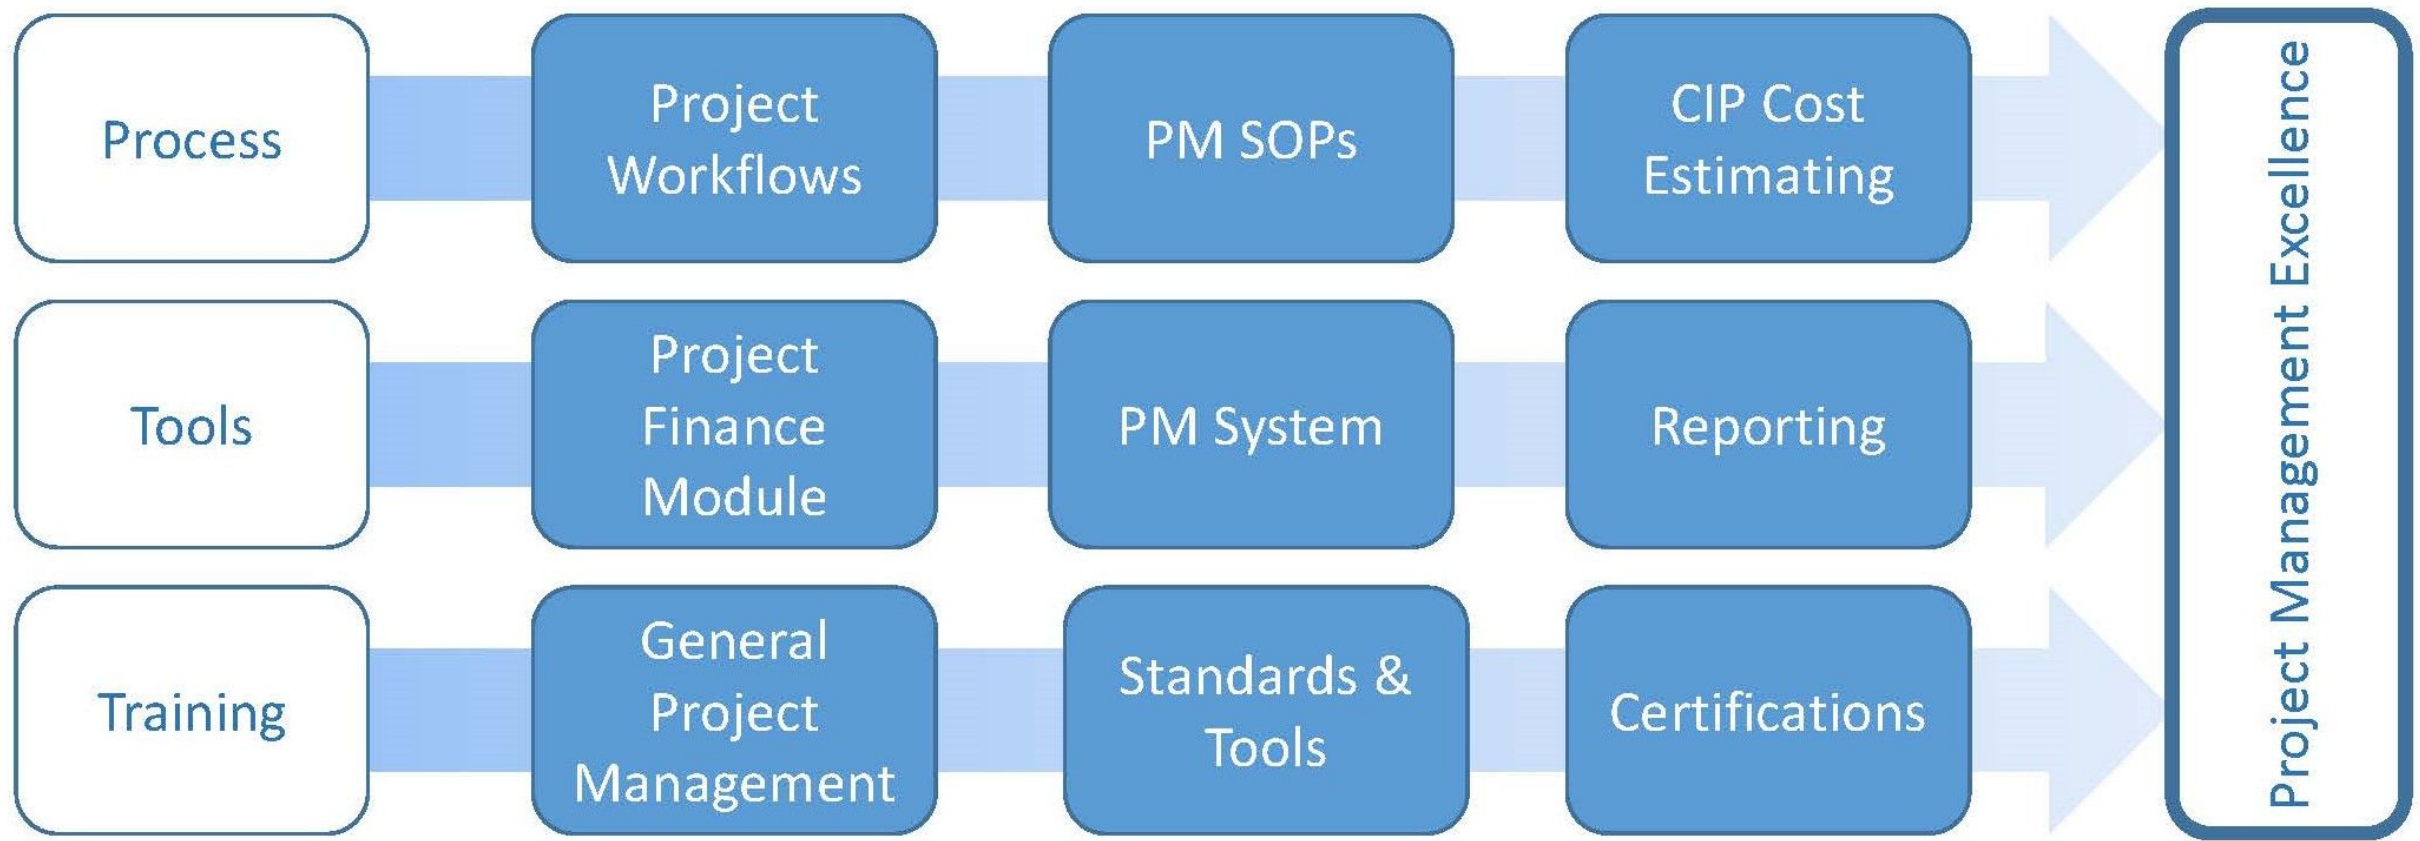 Process
Project
Workflows
PM SOPs
CIP Cost
Estimating
Tools
Project
Finance
Module
PM System
Reporting
Training
General
Project
Management
Standards &
Tools
Certifications
Project Management Excellence